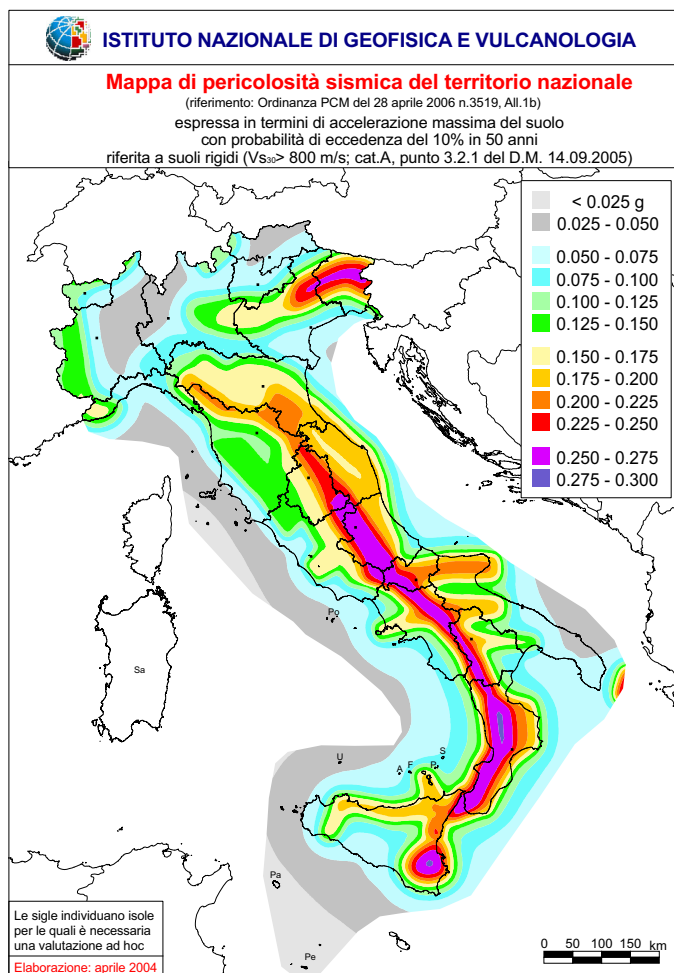 ISTITUTO NAZIONALE DI GEOFISICA E VULCANOLOGIA
Mappa di pericolosità sismica del territorio nazionale
(riferimento: Ordinanza PCM del 28 aprile 2006 n.3519, All.1b)
espressa in termini di accelerazione massima del suolo
con probabilità di eccedenza del 10% in 50 anni
riferita a suoli rigidi (Vs30> 800 m/s; cat.A, punto 3.2.1 del D.M. 14.09.2005)
< 0.025 g
0.025 - 0.050
0.050 - 0.075
0.075 - 0.100
0.100 - 0.125
0.125 - 0.150
0.150 - 0.175
0.175 - 0.200
0.200 - 0.225
0.225 - 0.250
0.250 - 0.275
0.275 - 0.300
Po
Sa
U
A
F
P
S
Pa
Pe
Le sigle individuano isole
per le quali è necessaria
una valutazione ad hoc
Elaborazione: aprile 2004
0 50 100 150 km